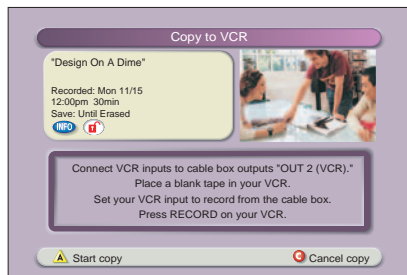 Copy to VCR
"Design On A Dime"
Recorded: Mon 11/15
12:00pm 30min
Save: Until Erased
INFO
Connect VCR inputs to cable box outputs "OUT 2 (VCR)."
Place a blank tape in your VCR.
Set your VCR input to record from the cable box.
Press RECORD on your VCR.
A Start copy
C Cancel copy